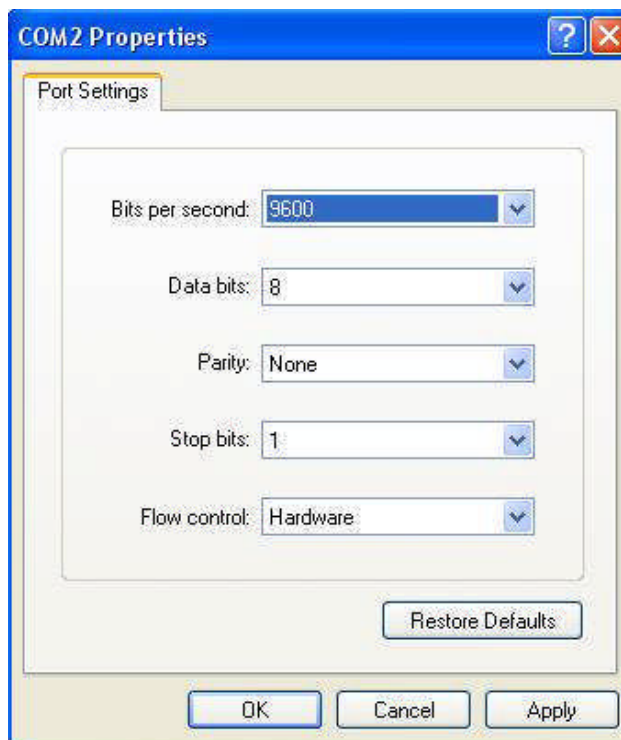 COM2 Properties
Port Settings
Bits per second: 9600
Data bits: 8
Parity: None
Stop bits: 1
Flow control: Hardware
Restore Defaults
OK Cancel Apply